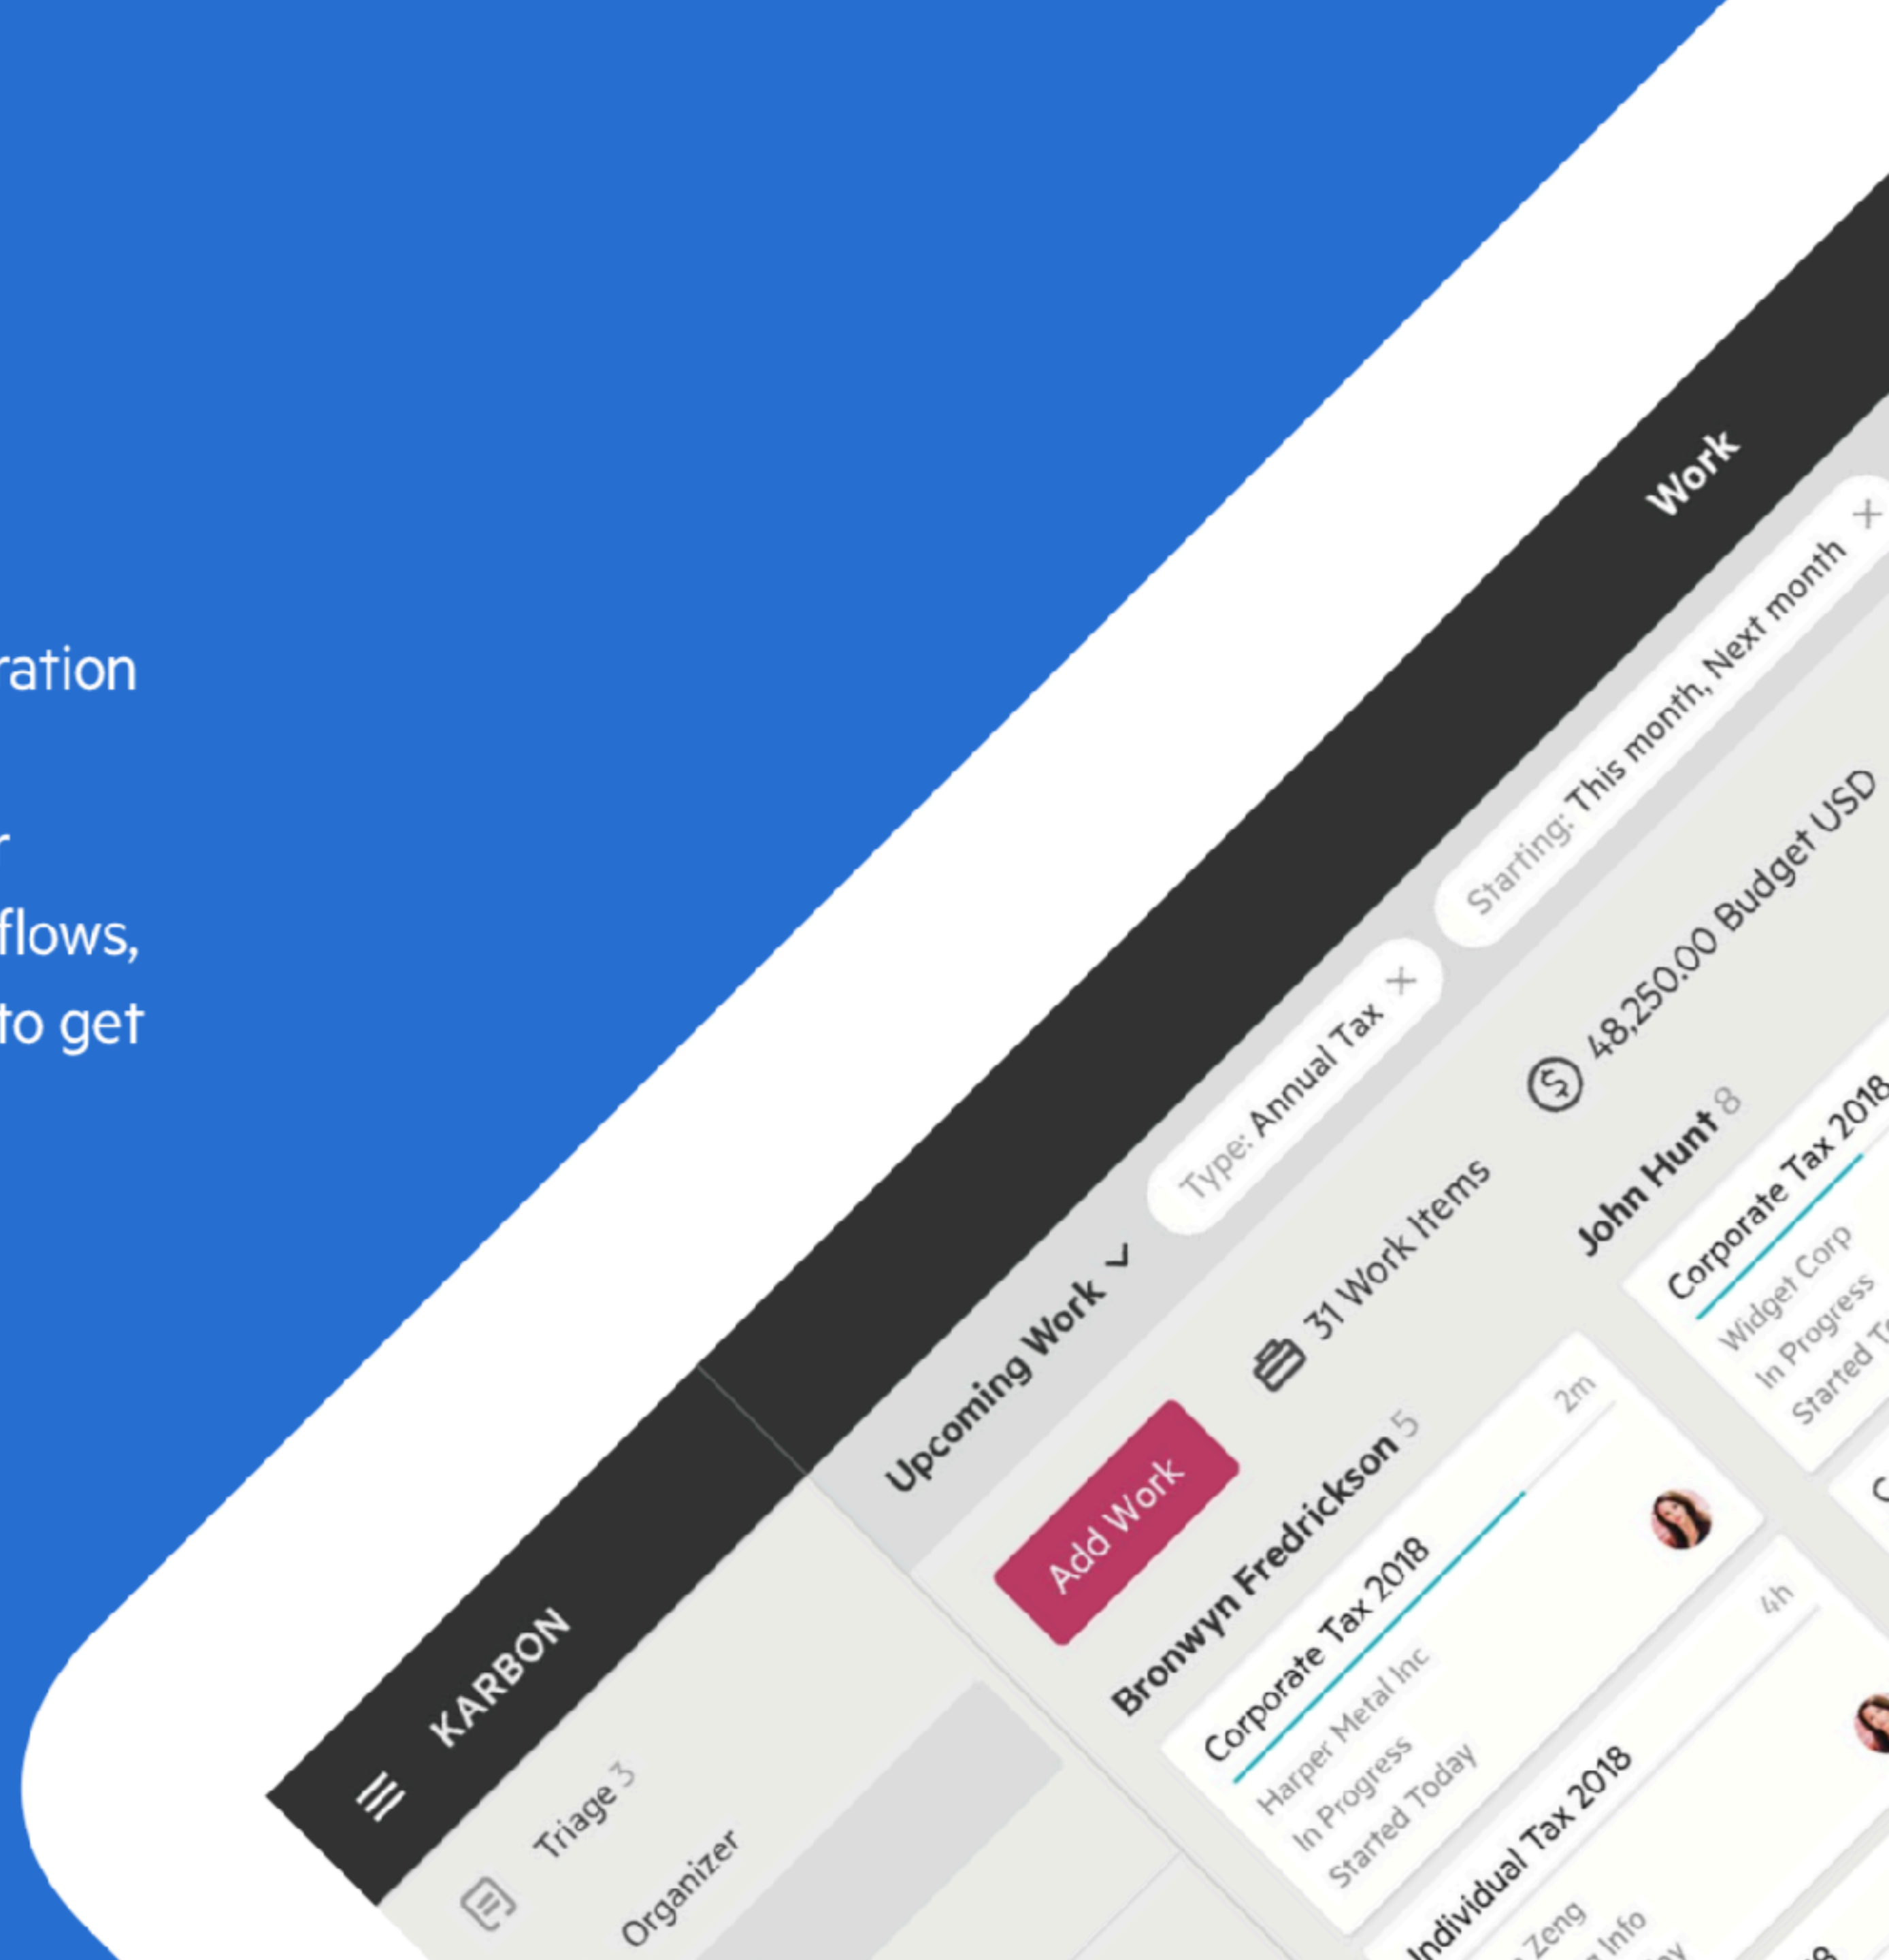 ration
r
flows,
to get
KARBON
Work
Triage 3
Organizer
Upcoming Work
Type: Annual Tax
Starting: This month, Next month
Add Work
31 Work Items
48,250.00 Budget USD
Bronwyn Fredrickson 5
Corporate Tax 2018
2m
Harper Metal Inc
In Progress
Started Today
Individual Tax 2018
4h
Zeng
Info
John Hunt 8
Corporate Tax 2018
Widget Corp
In Progress
Started